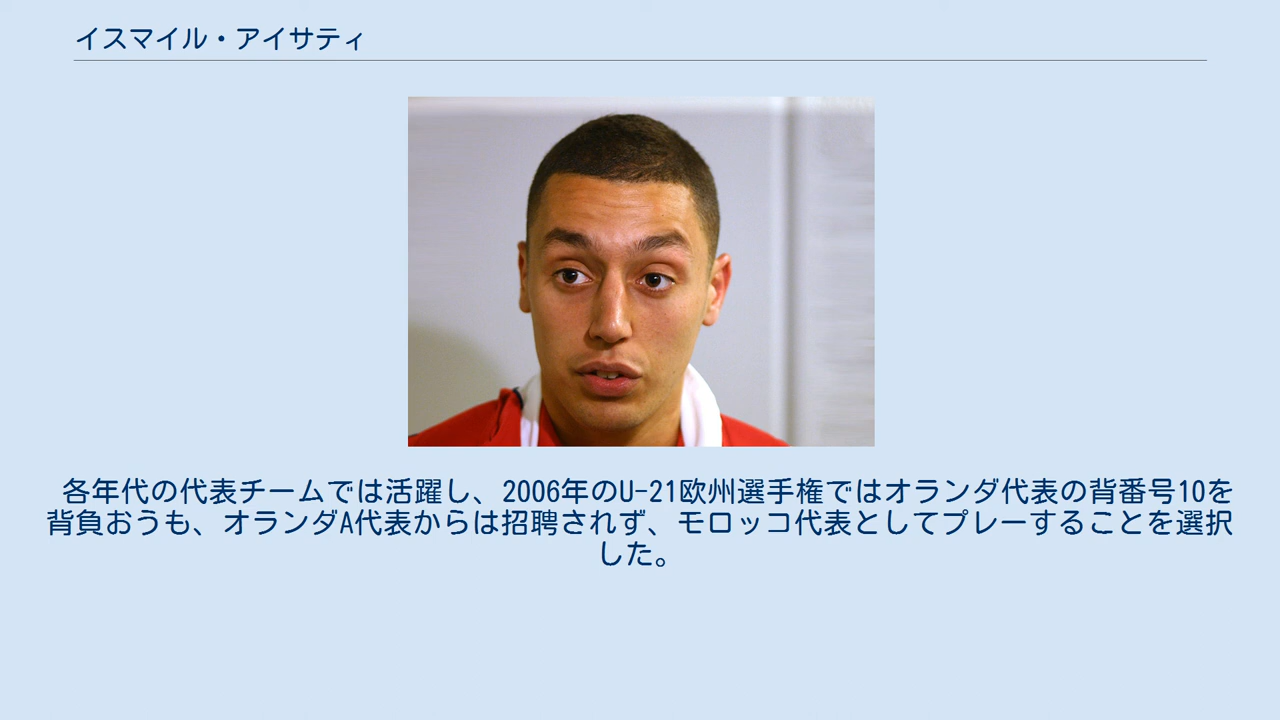 イスマイル・アイサティ
各年代の代表チームでは活躍し、2006年のU-21欧州選手権ではオランダ代表の背番号10を
背負おうも、オランダA代表からは招聘されず、モロッコ代表としてプレーすることを選択
した。